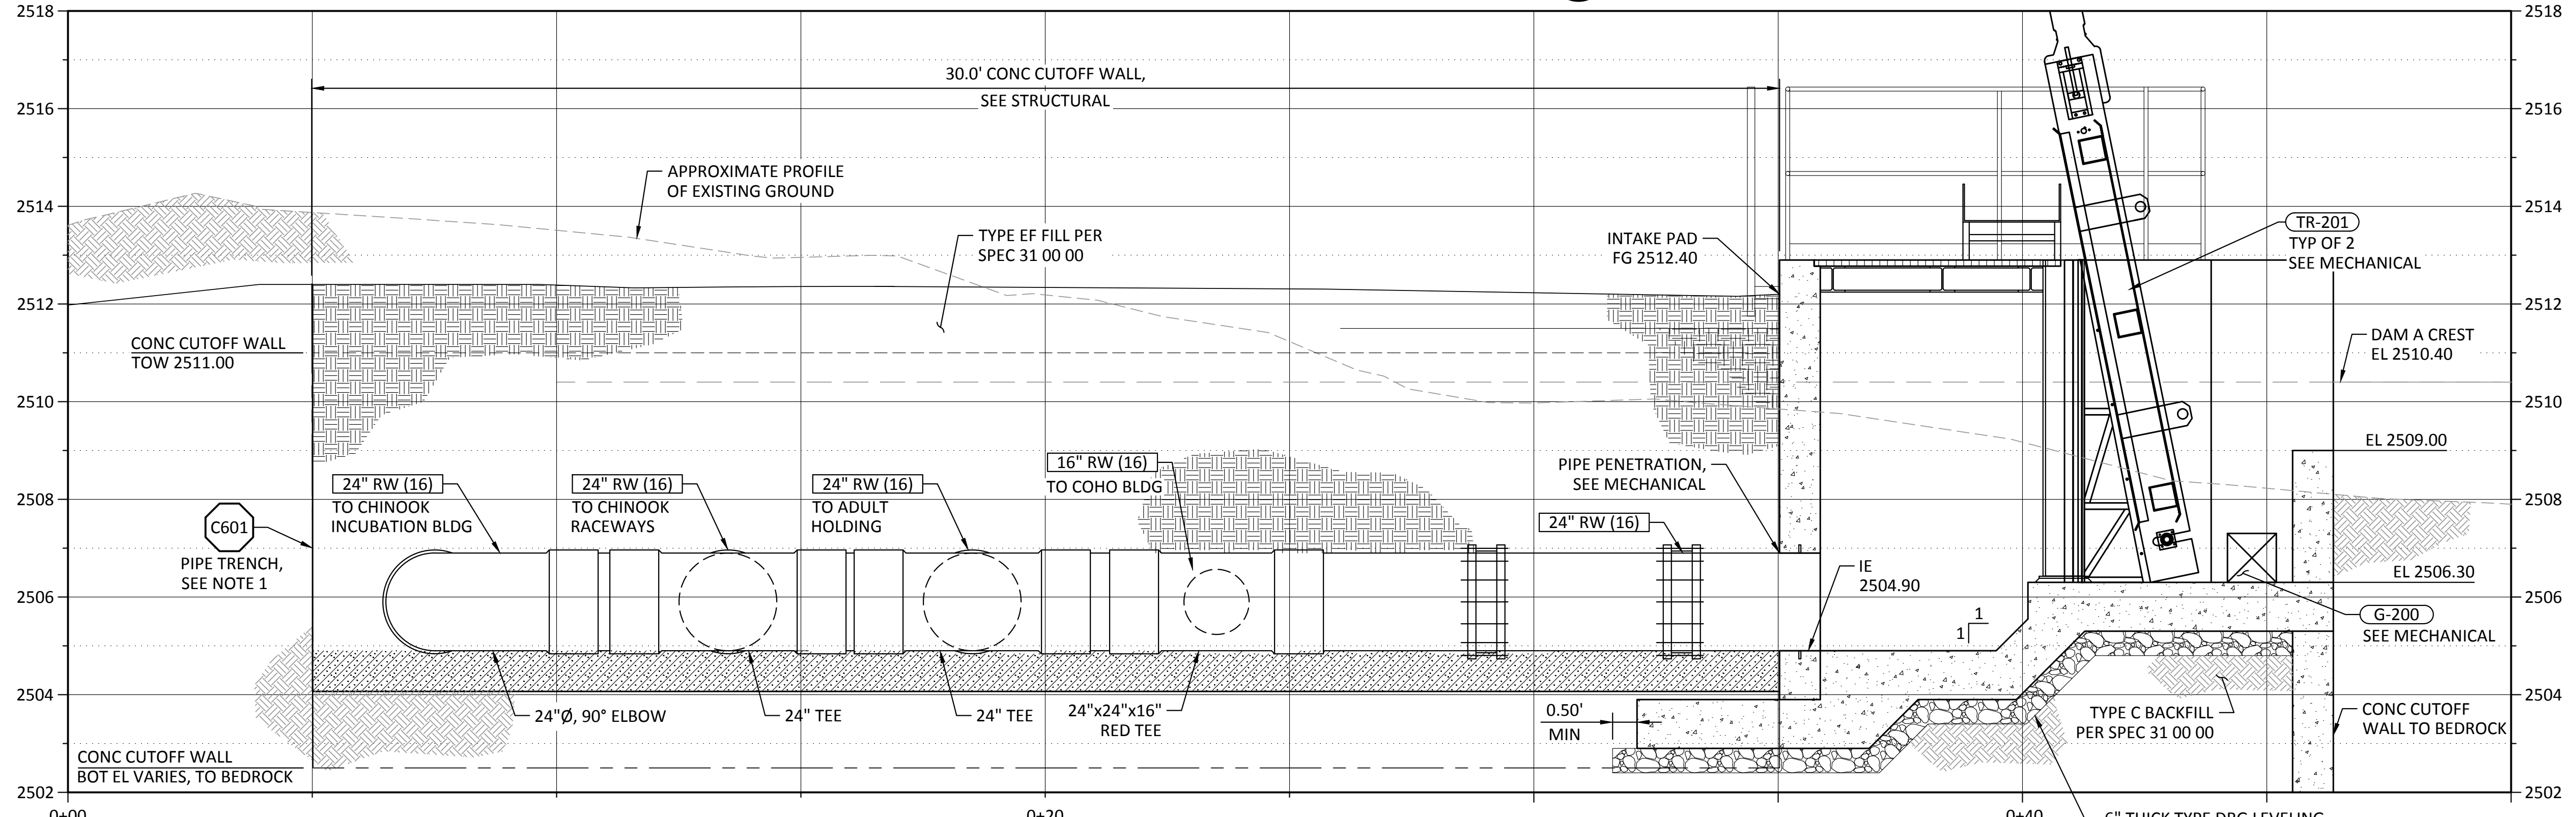 2518
2518
30.0' CONC CUTOFF WALL,
SEE STRUCTURAL
2516
2516
APPROXIMATE PROFILE
OF EXISTING GROUND
2514
2514
TYPE EF FILL PER
SPEC 31 00 00
INTAKE PAD
FG 2512.40
TR-201
TYP OF 2
SEE MECHANICAL
2512
2512
CONC CUTOFF WALL
TOW 2511.00
DAM A CREST
EL 2510.40
2510
2510
EL 2509.00
24" RW (16)
TO CHINOOK
INCUBATION BLDG
24" RW (16)
TO CHINOOK
RACEWAYS
24" RW (16)
TO ADULT
HOLDING
16" RW (16)
TO COHO BLDG
PIPE PENETRATION,
SEE MECHANICAL
24" RW (16)
2508
2508
C601
PIPE TRENCH,
SEE NOTE 1
IE
2504.90
EL 2506.30
2506
2506
1
1
G-200
SEE MECHANICAL
2504
2504
24"Ø, 90° ELBOW
24" TEE
24" TEE
24"x24"x16"
RED TEE
0.50'
MIN
TYPE C BACKFILL
PER SPEC 31 00 00
CONC CUTOFF
WALL TO BEDROCK
CONC CUTOFF WALL
BOT EL VARIES, TO BEDROCK
2502
2502
0+00
0+20
0+40
6" THICK TYPE DRG LEVELING